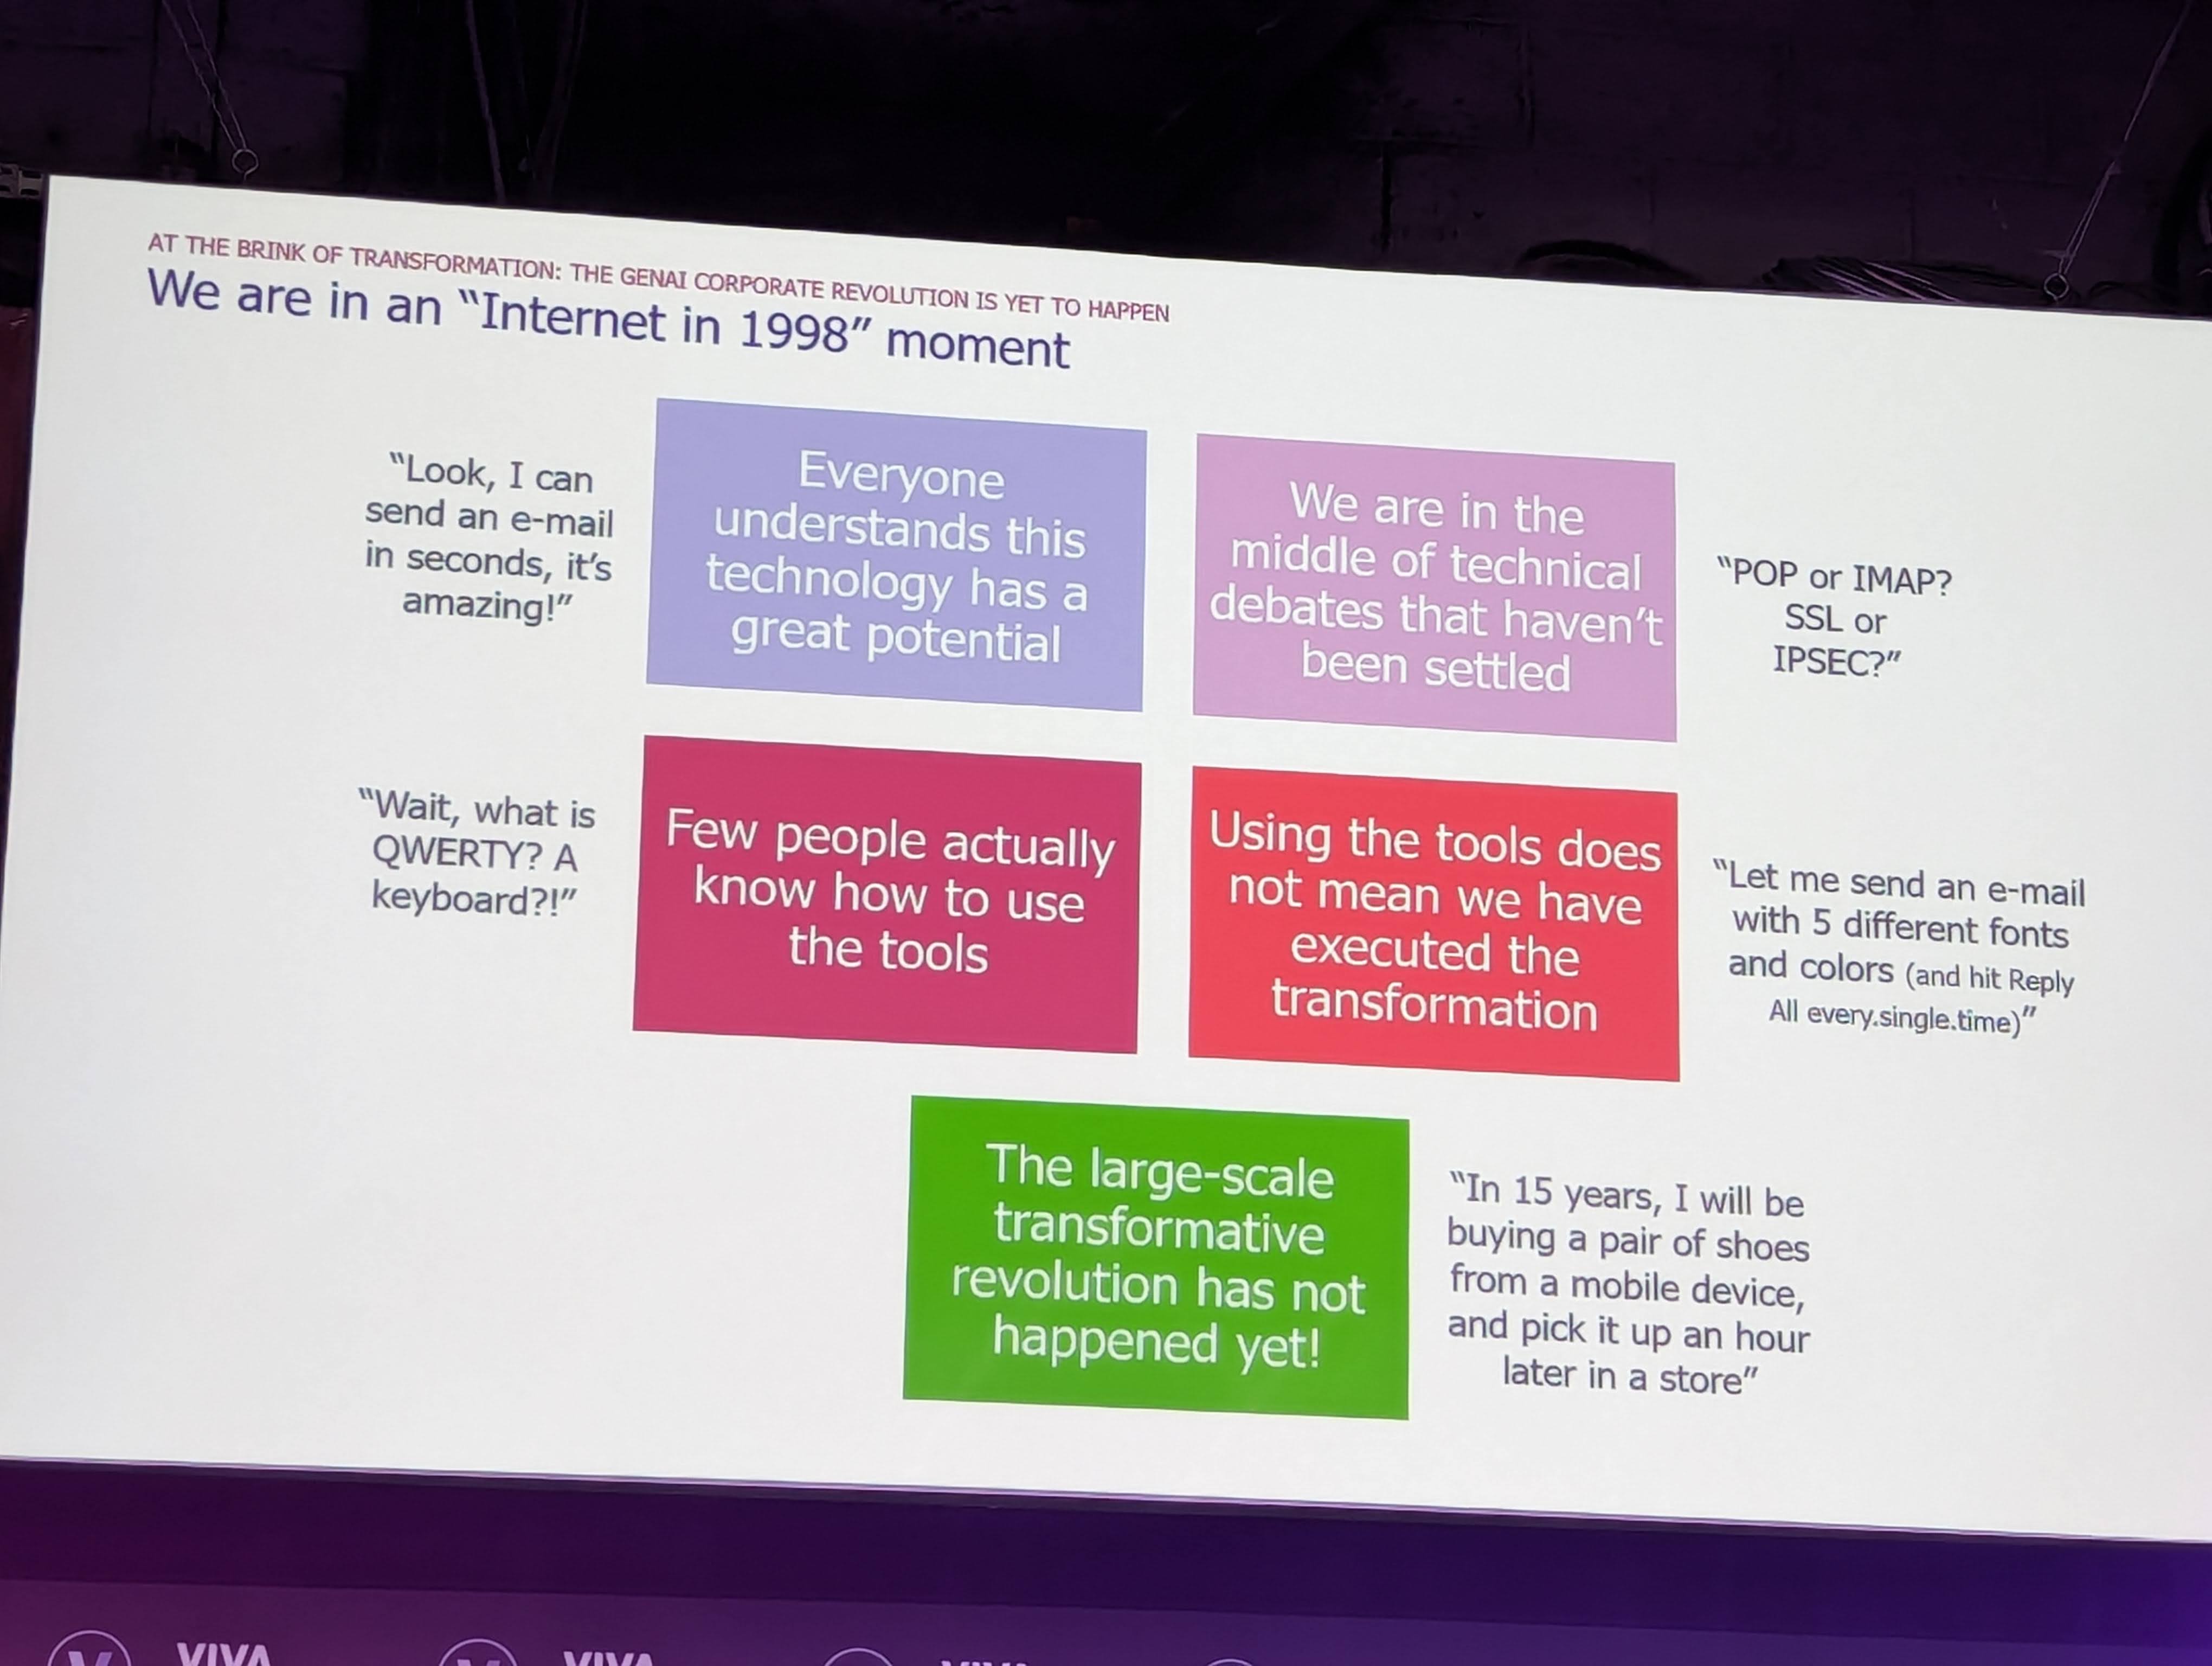 AT THE BRINK OF TRANSFORMATION: THE GENAI CORPORATE REVOLUTION IS YET TO HAPPEN
We are in an “Internet in 1998” moment
“Look, I can
send an e-mail
in seconds, it’s
amazing!”
Everyone
understands this
technology has a
great potential
We are in the
middle of technical
debates that haven’t
been settled
“POP or IMAP?
SSL or
IPSEC?”
“Wait, what is
QWERTY? A
keyboard?!”
Few people actually
know how to use
the tools
Using the tools does
not mean we have
executed the
transformation
“Let me send an e-mail
with 5 different fonts
and colors (and hit Reply
All every.single.time)”
The large-scale
transformative
revolution has not
happened yet!
“In 15 years, I will be
buying a pair of shoes
from a mobile device,
and pick it up an hour
later in a store”
V VIVA
V VIVA
VIVA